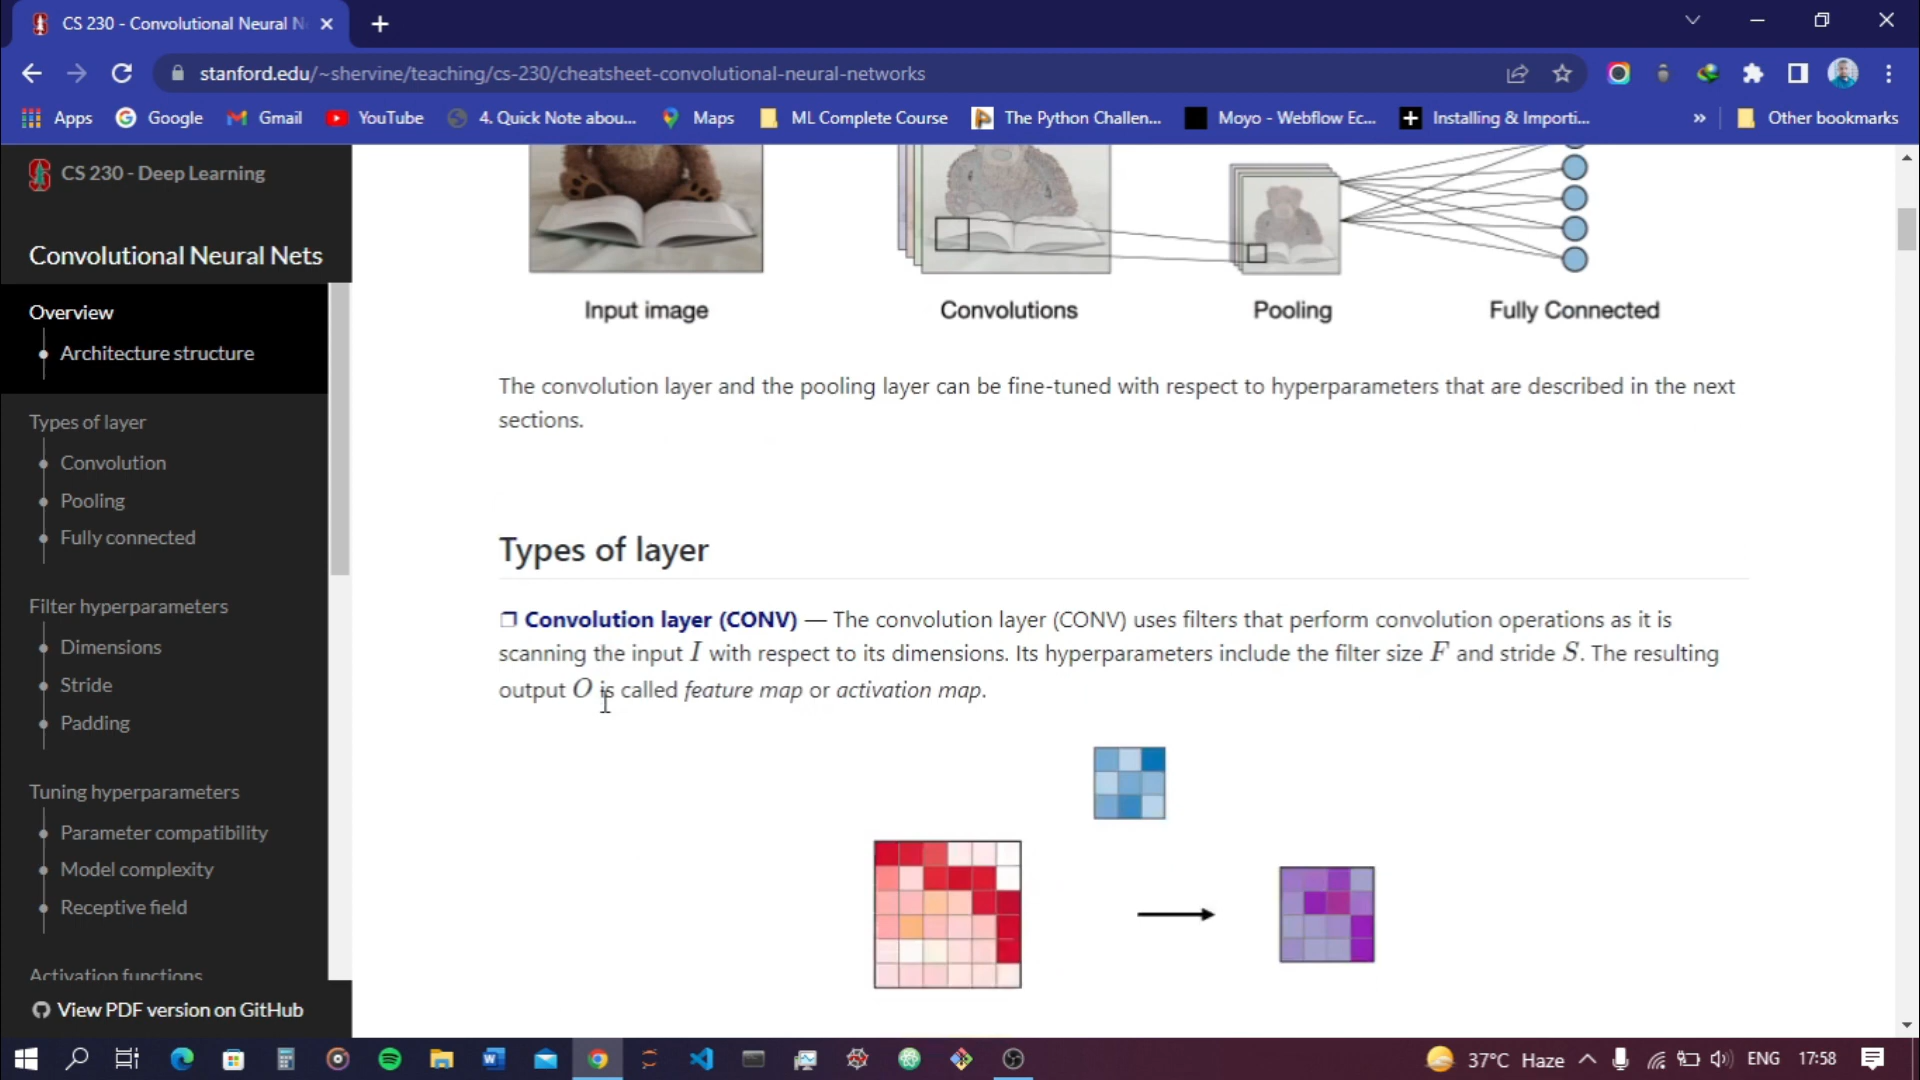 CS 230 - Convolutional Neural N
stanford.edu/~shervine/teaching/cs-230/cheatsheet-convolutional-neural-networks
Apps Google Gmail YouTube 4. Quick Note abou... Maps ML Complete Course The Python Challen... Moyo - Webflow Ec... Installing & Importi... » Other bookmarks
CS 230 - Deep Learning
Convolutional Neural Nets
Overview
Architecture structure
Types of layer
Convolution
Pooling
Fully connected
Filter hyperparameters
Dimensions
Stride
Padding
Tuning hyperparameters
Parameter compatibility
Model complexity
Receptive field
Activation functions
View PDF version on GitHub
Input image Convolutions Pooling Fully Connected
The convolution layer and the pooling layer can be fine-tuned with respect to hyperparameters that are described in the next
sections.
Types of layer
❐ Convolution layer (CONV) — The convolution layer (CONV) uses filters that perform convolution operations as it is
scanning the input I with respect to its dimensions. Its hyperparameters include the filter size F and stride S. The resulting
output O is called feature map or activation map.
37°C Haze ENG 17:58